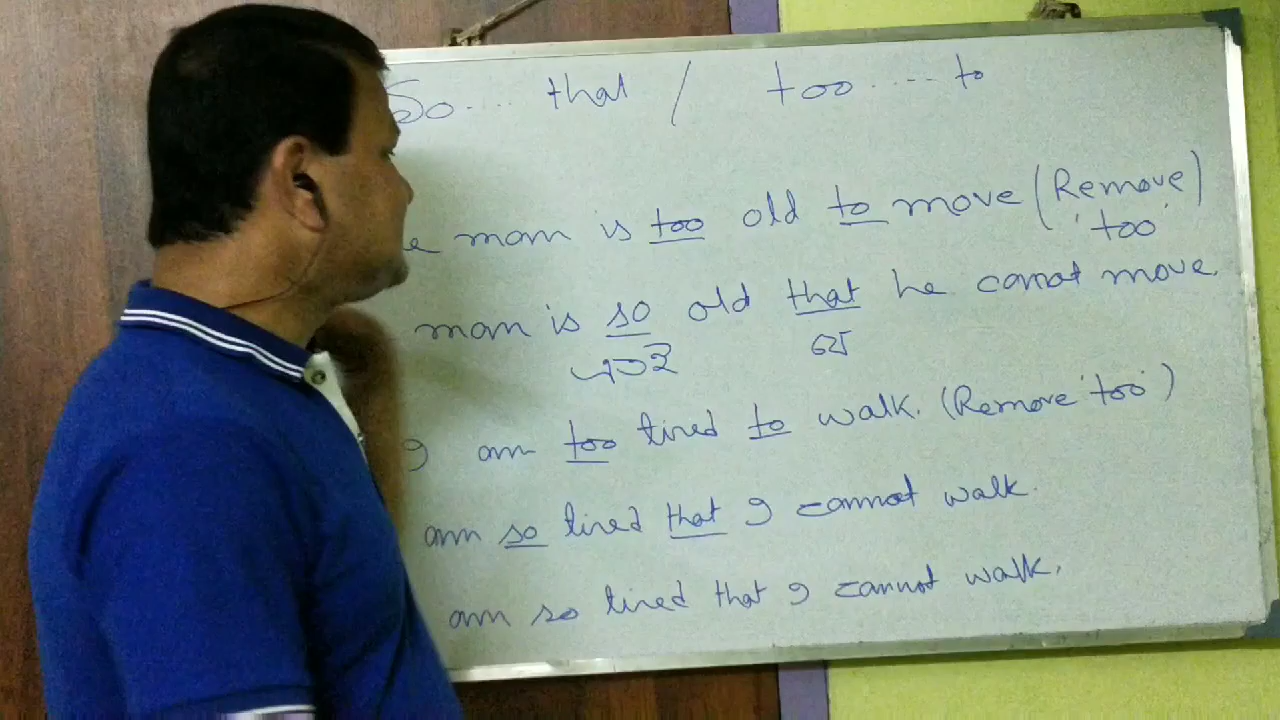 So.... that / too .... to
e man is too old to move (Remove)
'too'
man is so old that he cannot move.
am too tired to walk. (Remove 'too')
am so tired that I cannot walk.
am so tired that I cannot walk.